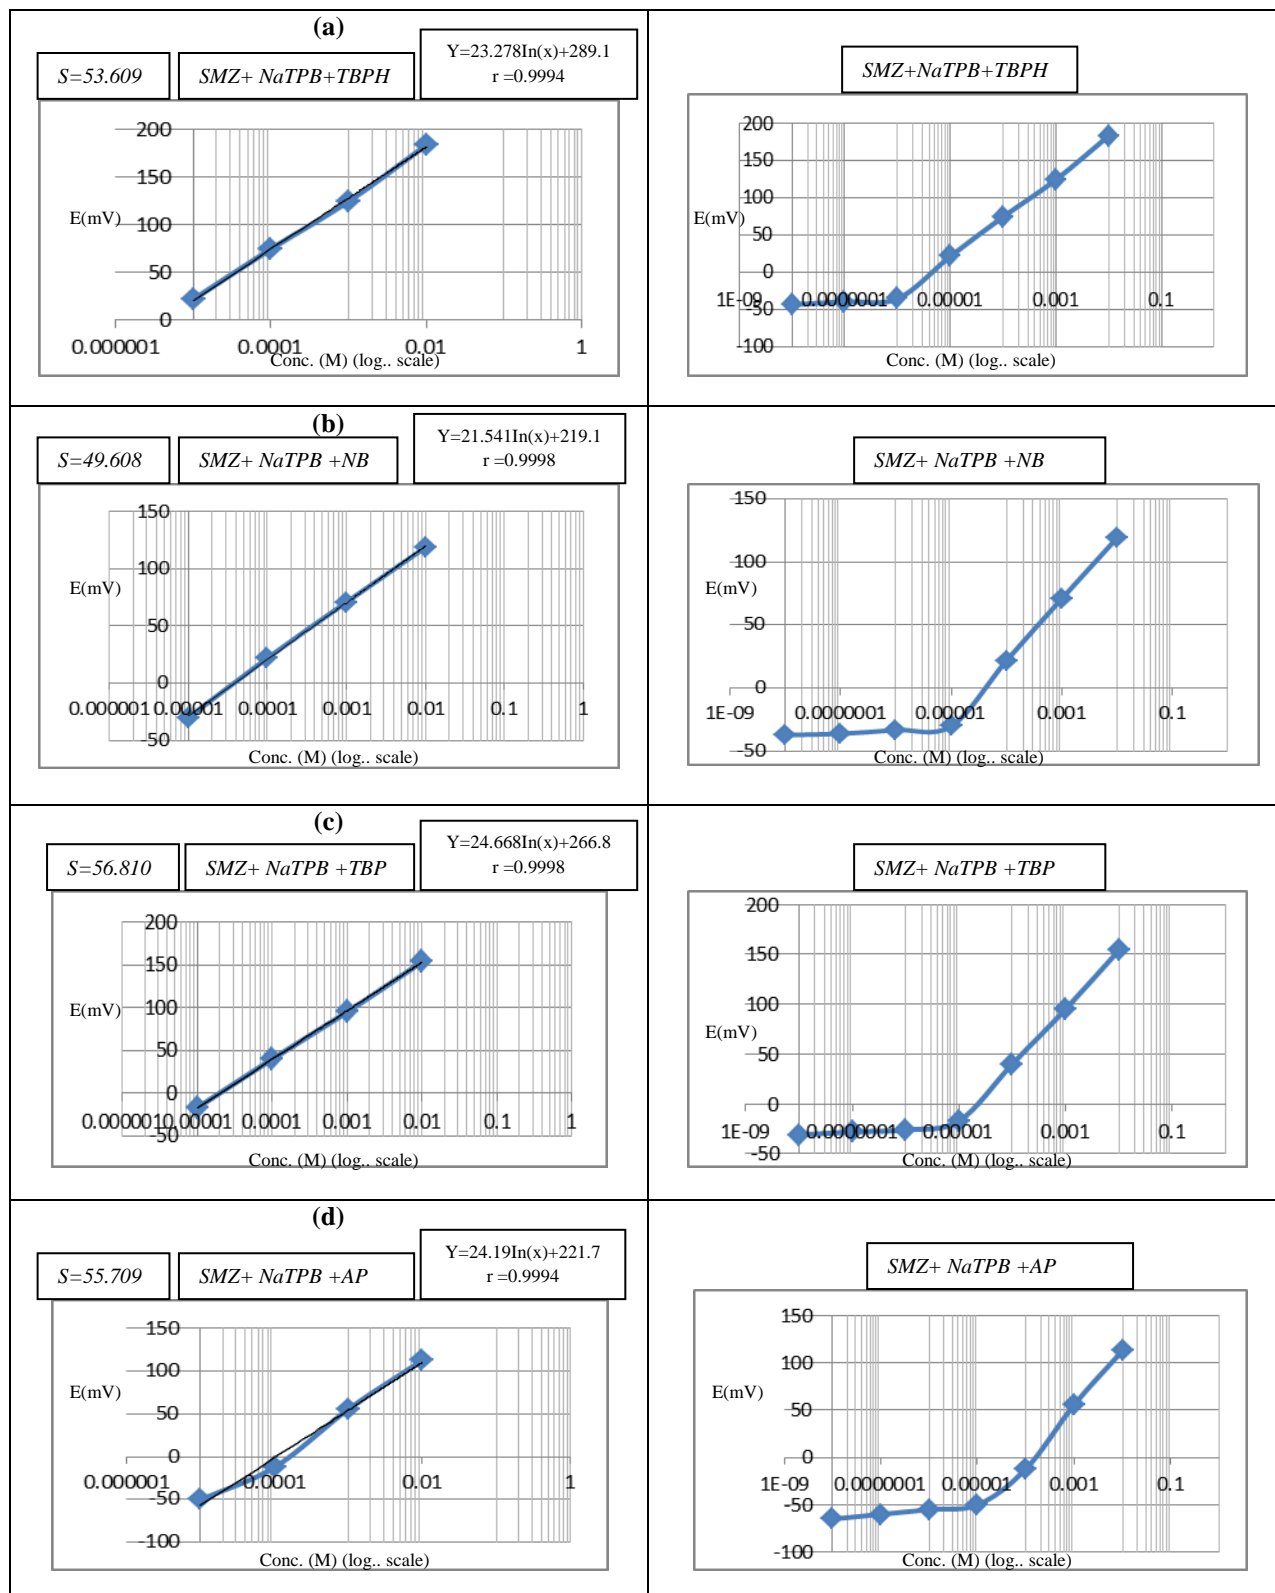 (a)
S=53.609
SMZ+ NaTPB+TBPH
Y=23.278In(x)+289.1
r =0.9994
200
150
E(mV)
100
50
0
0.000001
0.0001
0.01
1
Conc. (M) (log.. scale)
SMZ+NaTPB+TBPH
200
150
100
E(mV)
50
0
1E-09
0.0000001
0.00001
0.001
0.1
-50
-100
Conc. (M) (log.. scale)
(b)
S=49.608
SMZ+ NaTPB +NB
Y=21.541In(x)+219.1
r =0.9998
150
100
E(mV)
50
0
0.000001
0.00001
0.0001
0.001
0.01
0.1
1
-50
Conc. (M) (log.. scale)
SMZ+ NaTPB +NB
150
100
E(mV)
50
0
1E-09
0.0000001
0.00001
0.001
0.1
-50
Conc. (M) (log.. scale)
(c)
S=56.810
SMZ+ NaTPB +TBP
Y=24.668In(x)+266.8
r =0.9998
200
150
E(mV)
100
50
0
0.000001
0.00001
0.0001
0.001
0.01
0.1
1
-50
Conc. (M) (log.. scale)
SMZ+ NaTPB +TBP
200
150
100
E(mV)
50
0
1E-09
0.0000001
0.00001
0.001
0.1
-50
Conc. (M) (log.. scale)
(d)
S=55.709
SMZ+ NaTPB +AP
Y=24.19In(x)+221.7
r =0.9994
150
100
E(mV)
50
0
0.000001
0.0001
0.01
1
-50
-100
Conc. (M) (log.. scale)
SMZ+ NaTPB +AP
150
100
E(mV)
50
0
1E-09
0.0000001
0.00001
0.001
0.1
-50
-100
Conc. (M) (log.. scale)